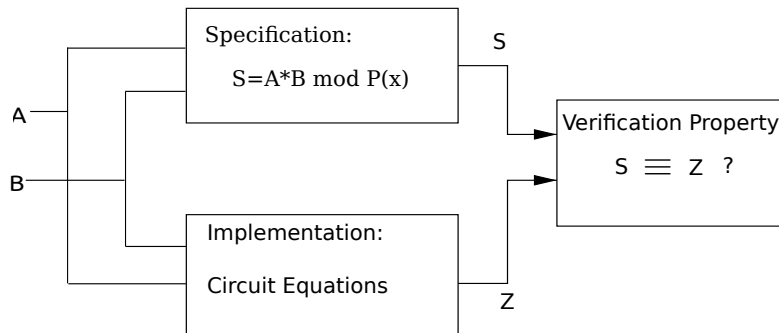 Specification:
S=A*B mod P(x)
S
A
B
Verification Property
S ≡ Z ?
Implementation:
Circuit Equations
Z